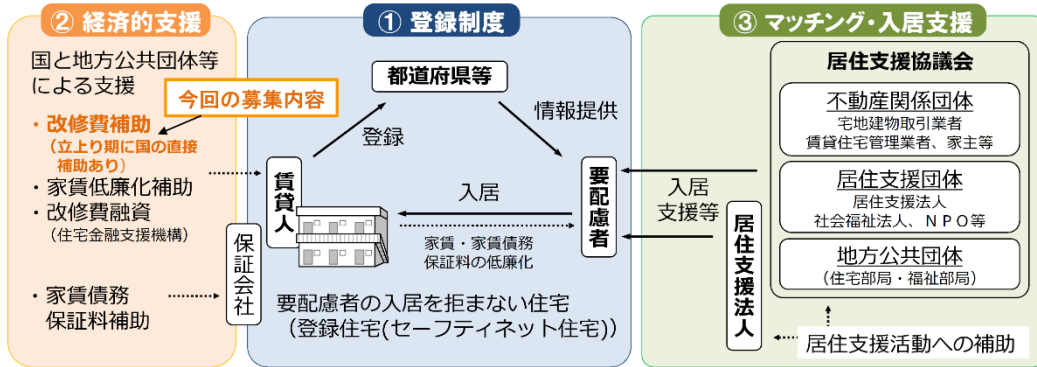 ② 経済的支援
国と地方公共団体等
による支援
今回の募集内容
・改修費補助
（立上り期に国の直接
補助あり）
・家賃低廉化補助
・改修費融資
（住宅金融支援機構）
・家賃債務
保証料補助
① 登録制度
都道府県等
登録
情報提供
賃貸人
入居
要配慮者
家賃・家賃債務
保証料の低廉化
保証会社
要配慮者の入居を拒まない住宅
（登録住宅(セーフティネット住宅)）
③ マッチング・入居支援
居住支援協議会
不動産関係団体
宅地建物取引業者
賃貸住宅管理業者、家主等
居住支援団体
居住支援法人
社会福祉法人、ＮＰＯ等
地方公共団体
（住宅部局・福祉部局）
入居
支援等
居住支援法人
居住支援活動への補助